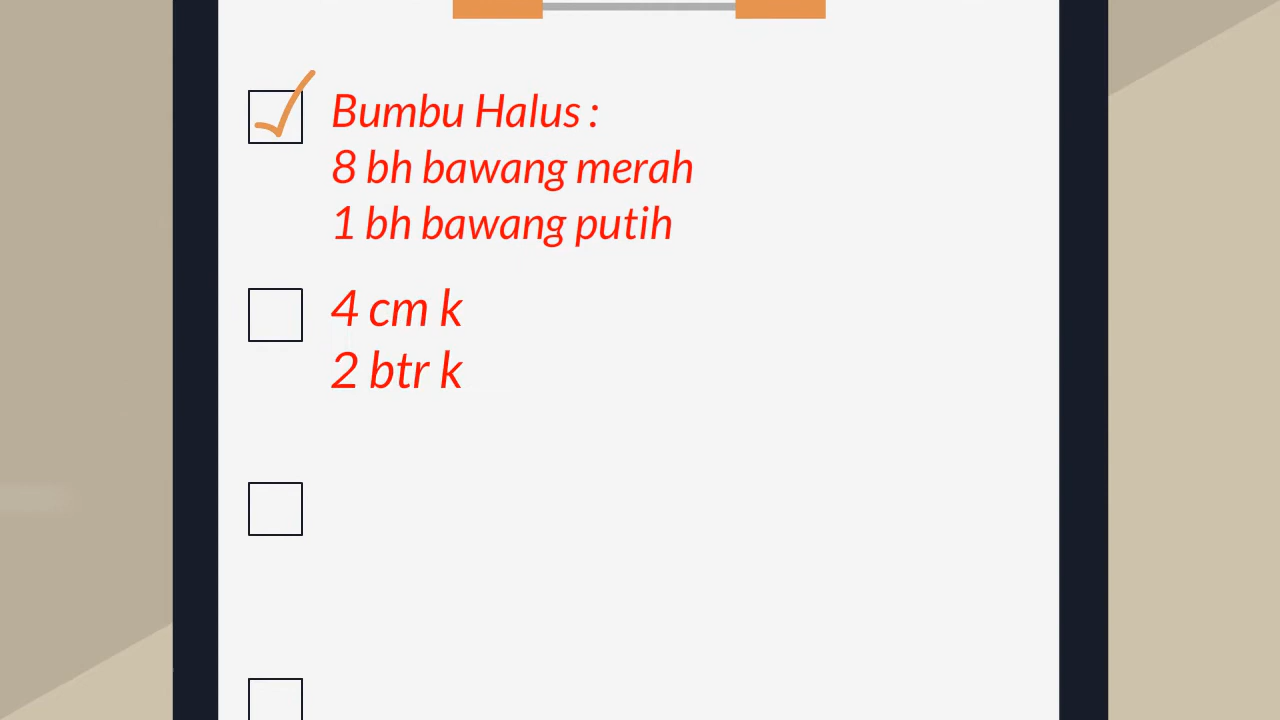 Bumbu Halus :
8 bh bawang merah
1 bh bawang putih
4 cm k
2 btr k